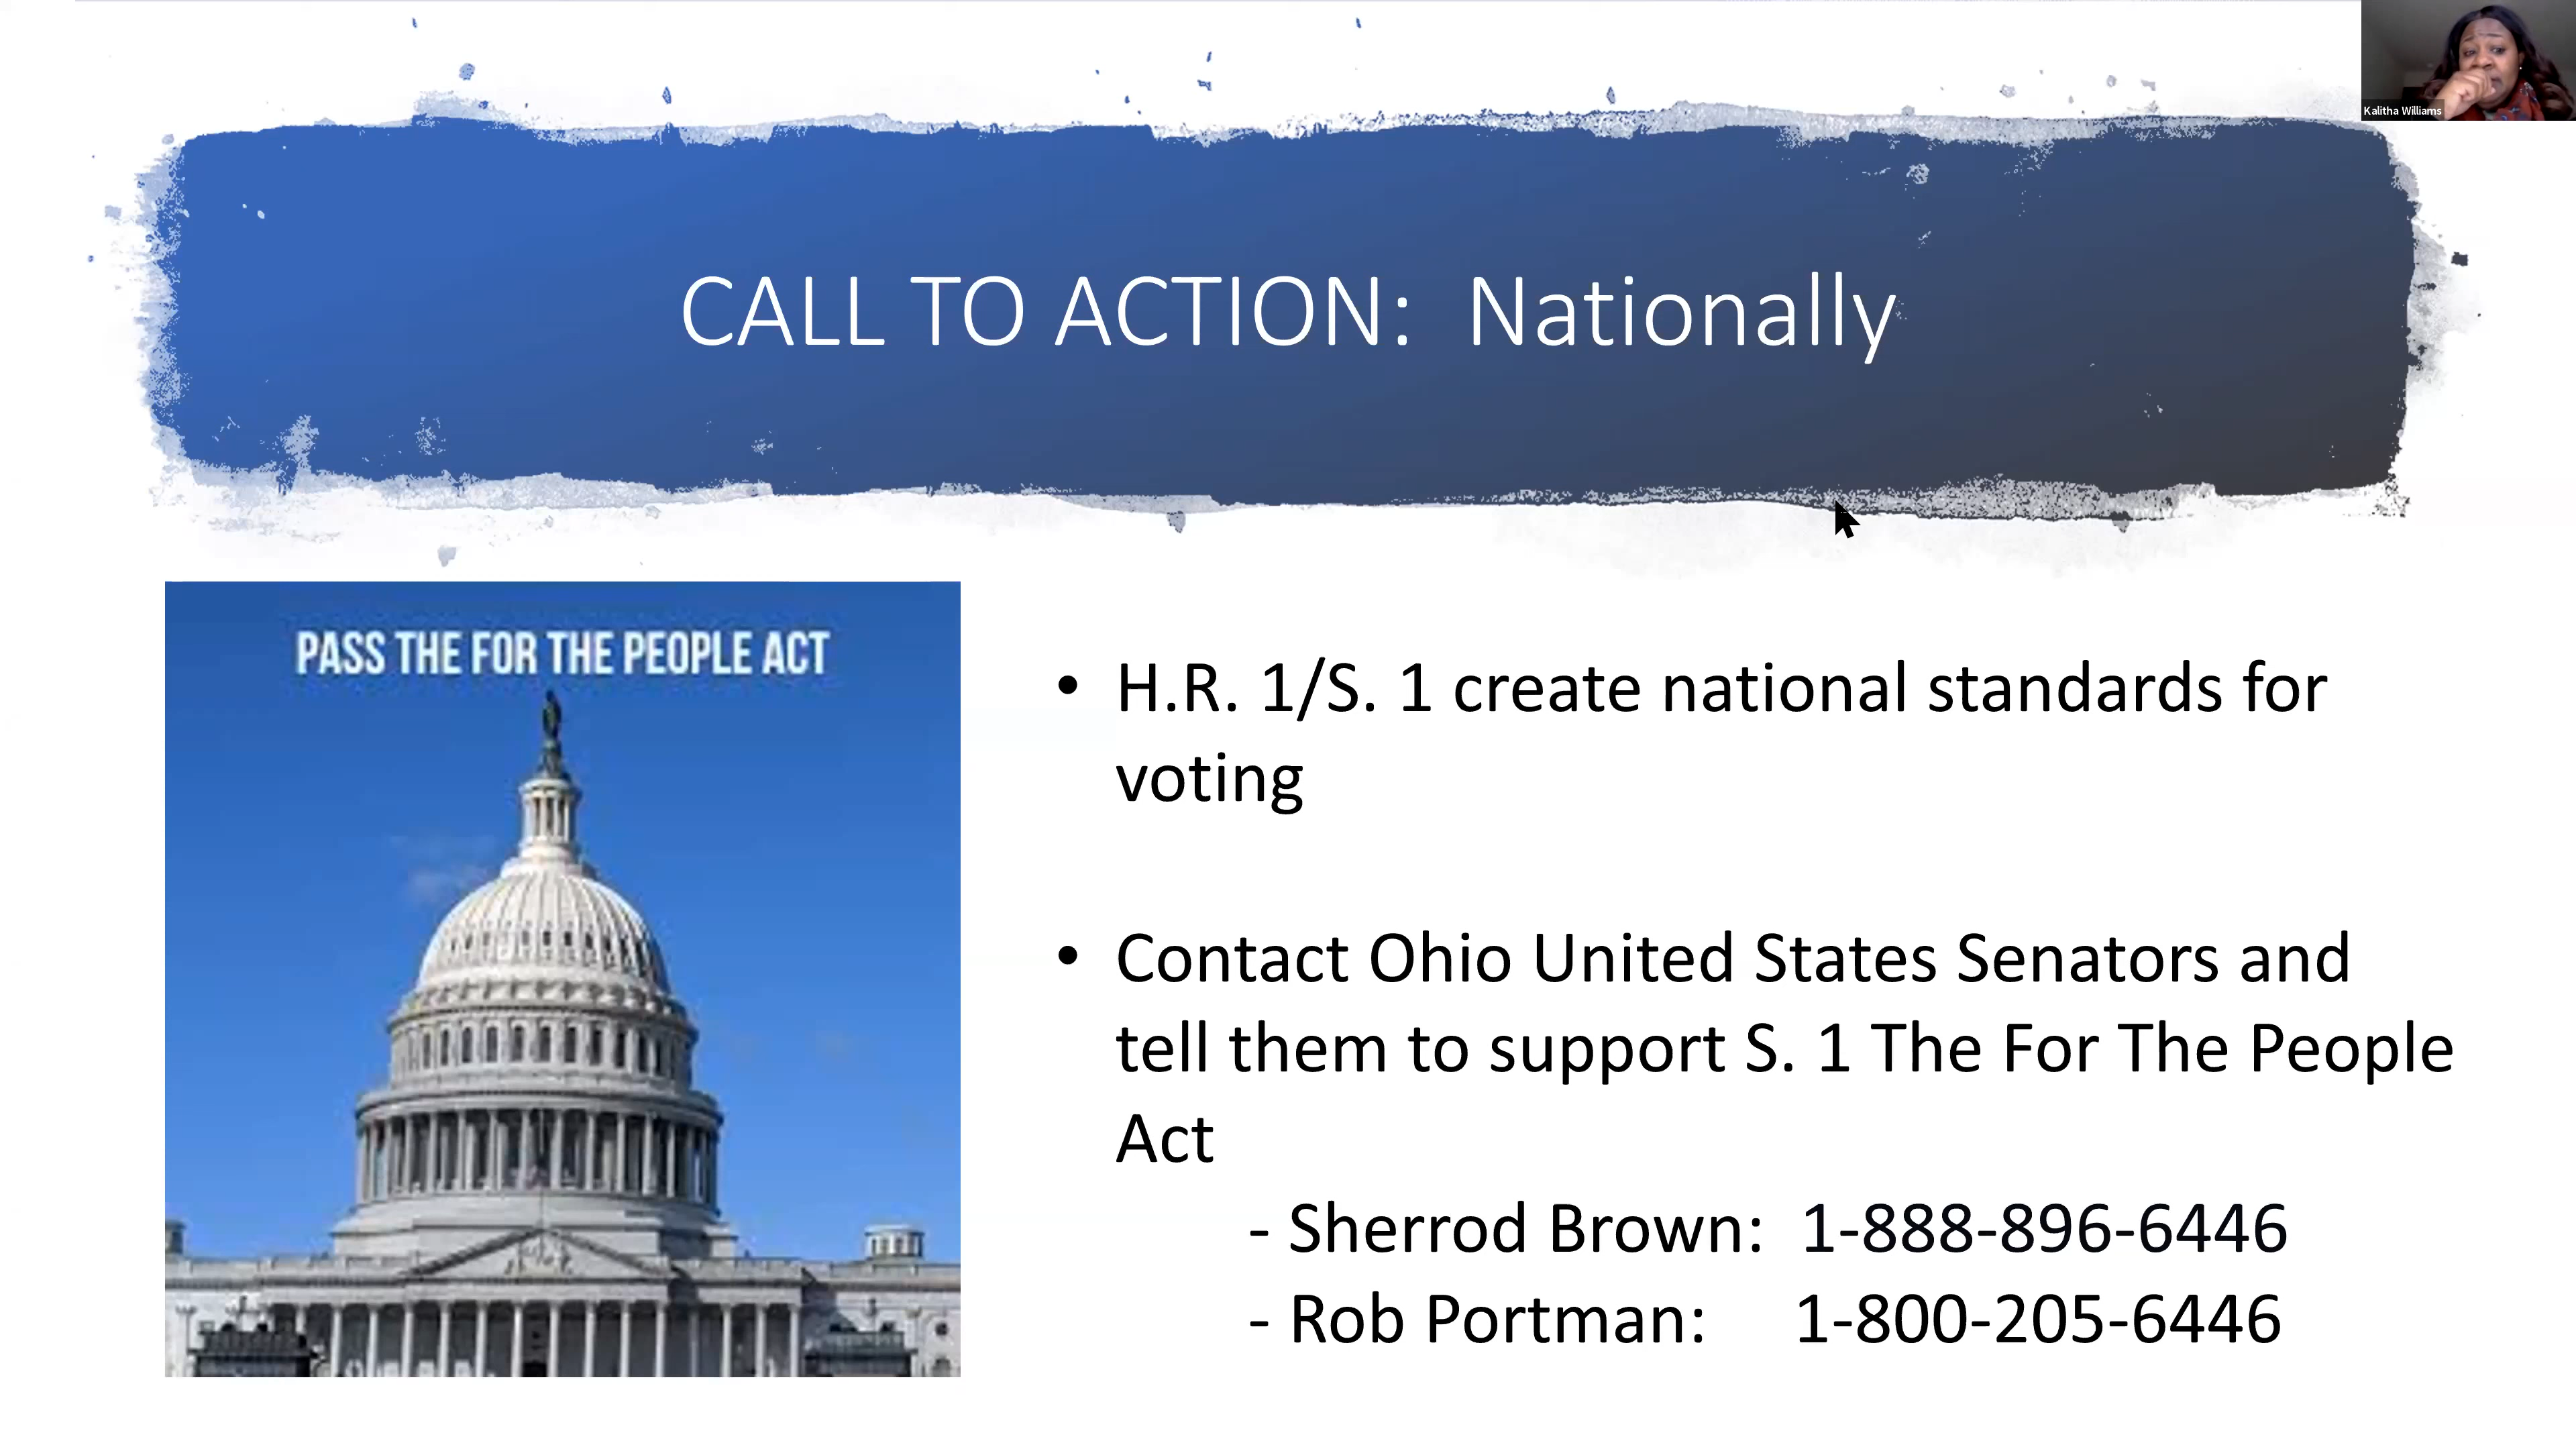 Kalitha Williams
CALL TO ACTION: Nationally
PASS THE FOR THE PEOPLE ACT
• H.R. 1/S. 1 create national standards for
voting
• Contact Ohio United States Senators and
tell them to support S. 1 The For The People
Act
- Sherrod Brown: 1-888-896-6446
- Rob Portman: 1-800-205-6446